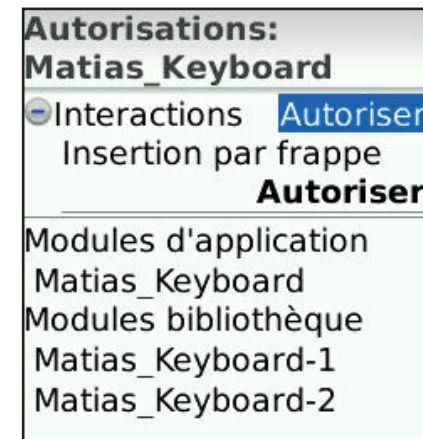 Autorisations:
Matias_Keyboard
Interactions Autoriser
Insertion par frappe
Autoriser
Modules d'application
Matias_Keyboard
Modules bibliothèque
Matias_Keyboard-1
Matias_Keyboard-2